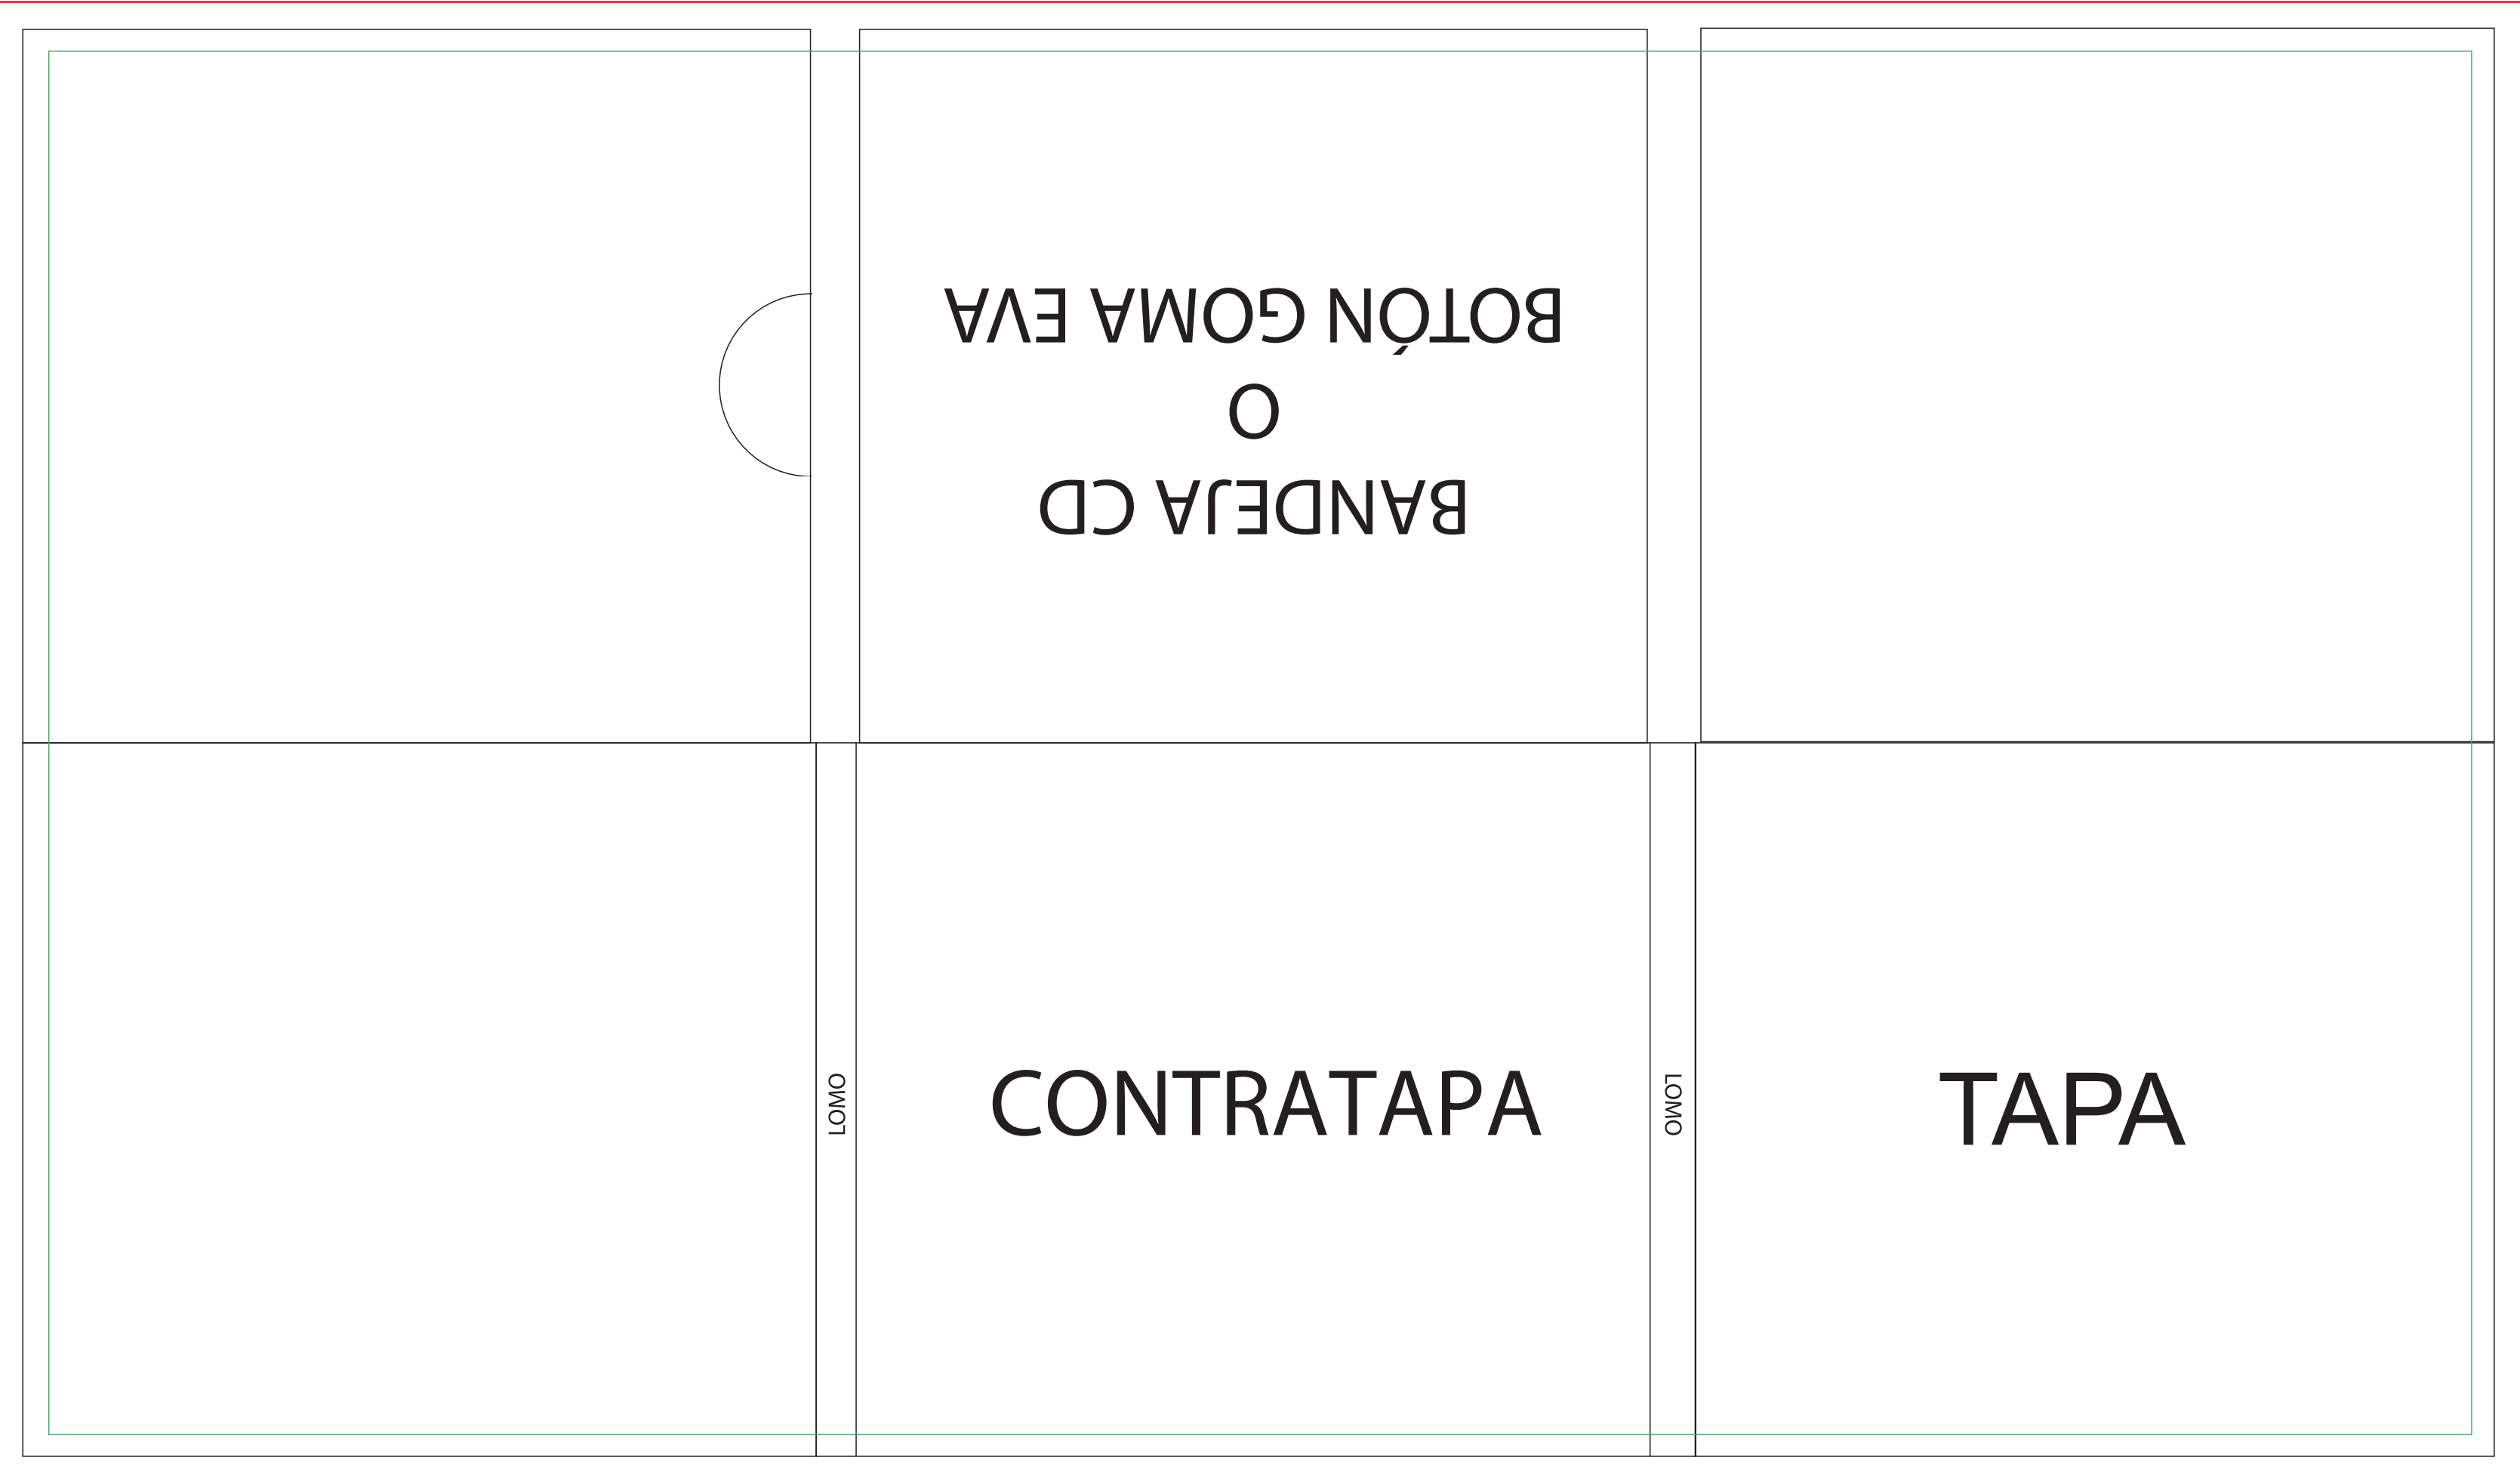 BANDEJA CD
O
BOTÓN GOMA EVA
LOMO
CONTRATAPA
LOMO
TAPA